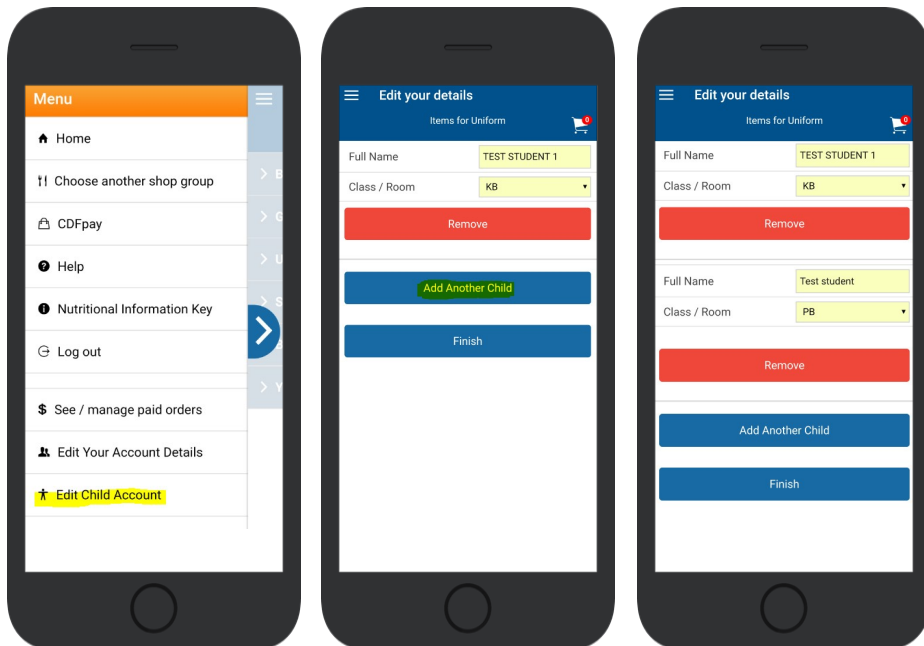 Menu
Home
Choose another shop group
CDFpay
Help
Nutritional Information Key
Log out
See / manage paid orders
Edit Your Account Details
Edit Child Account
B
G
U
S
Y
Edit your details
Items for Uniform
0
Full Name TEST STUDENT 1
Class / Room KB
Remove
Add Another Child
Finish
Edit your details
Items for Uniform
0
Full Name TEST STUDENT 1
Class / Room KB
Remove
Full Name Test student
Class / Room PB
Remove
Add Another Child
Finish